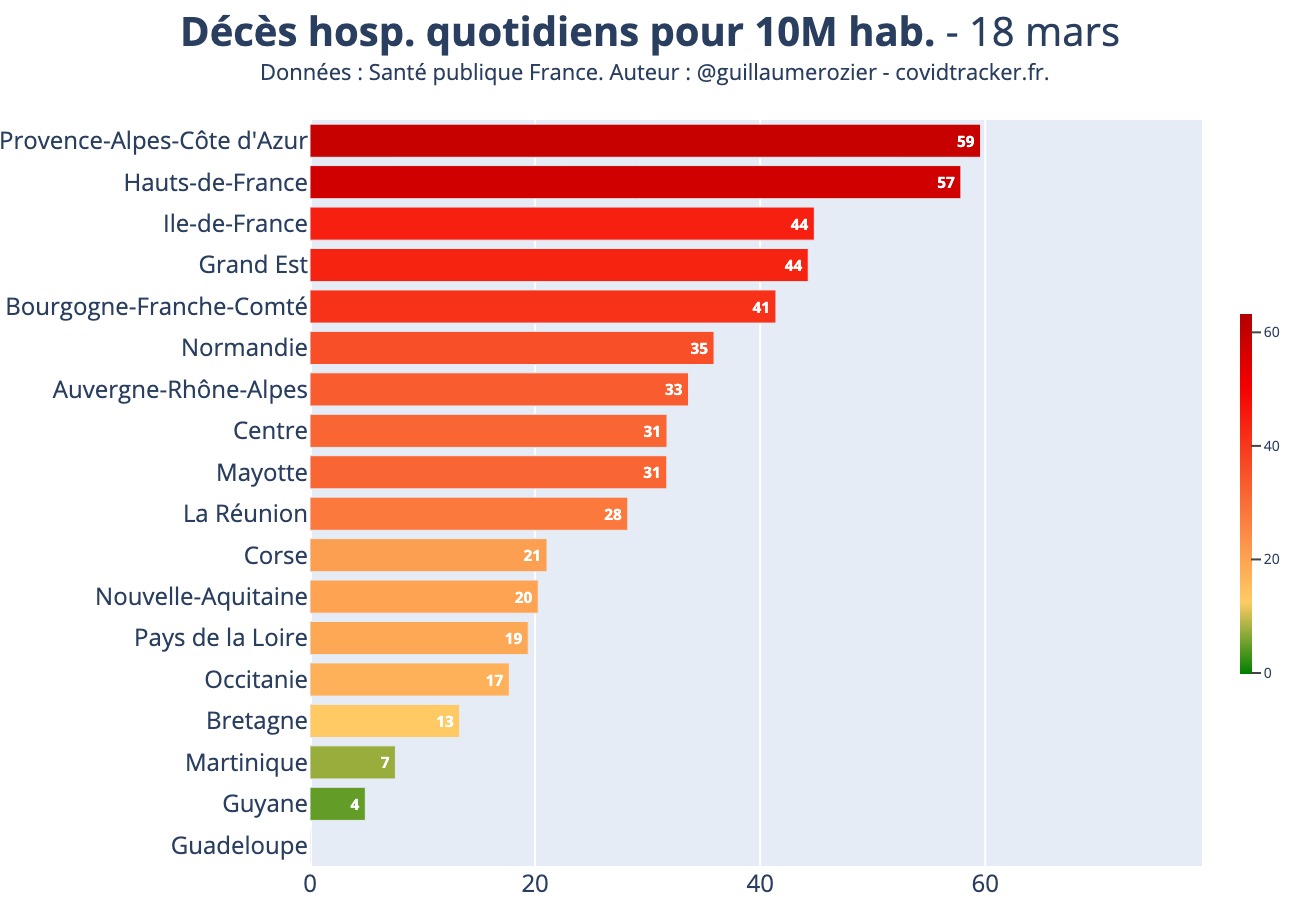 Décès hosp. quotidiens pour 10M hab. - 18 mars
Données : Santé publique France. Auteur : @guillaumerozier - covidtracker.fr.
Provence-Alpes-Côte d'Azur 59
Hauts-de-France 57
Ile-de-France 44
Grand Est 44
Bourgogne-Franche-Comté 41
Normandie 35
Auvergne-Rhône-Alpes 33
Centre 31
Mayotte 31
La Réunion 28
Corse 21
Nouvelle-Aquitaine 20
Pays de la Loire 19
Occitanie 17
Bretagne 13
Martinique 7
Guyane 4
Guadeloupe
0 20 40 60
60
40
20
0